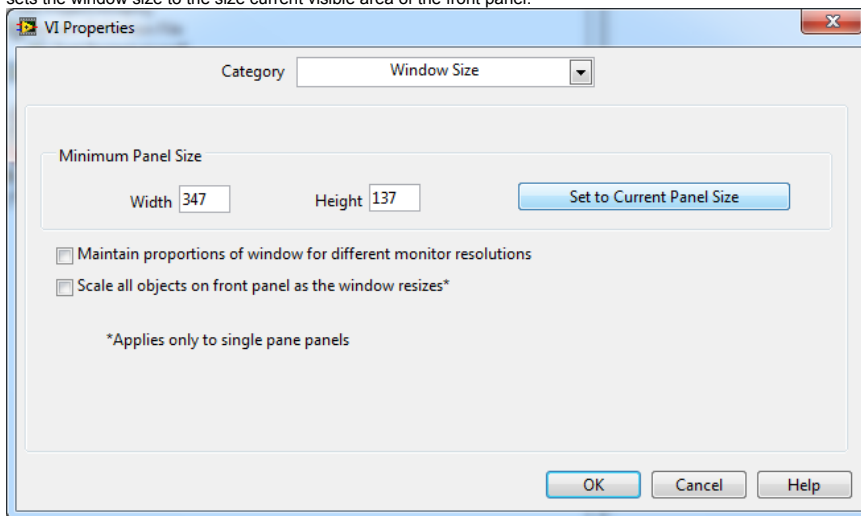 sets the window size to the size current visible area of the front panel.
VI Properties
Category Window Size
Minimum Panel Size
Width 347 Height 137 Set to Current Panel Size
Maintain proportions of window for different monitor resolutions
Scale all objects on front panel as the window resizes*
*Applies only to single pane panels
OK Cancel Help